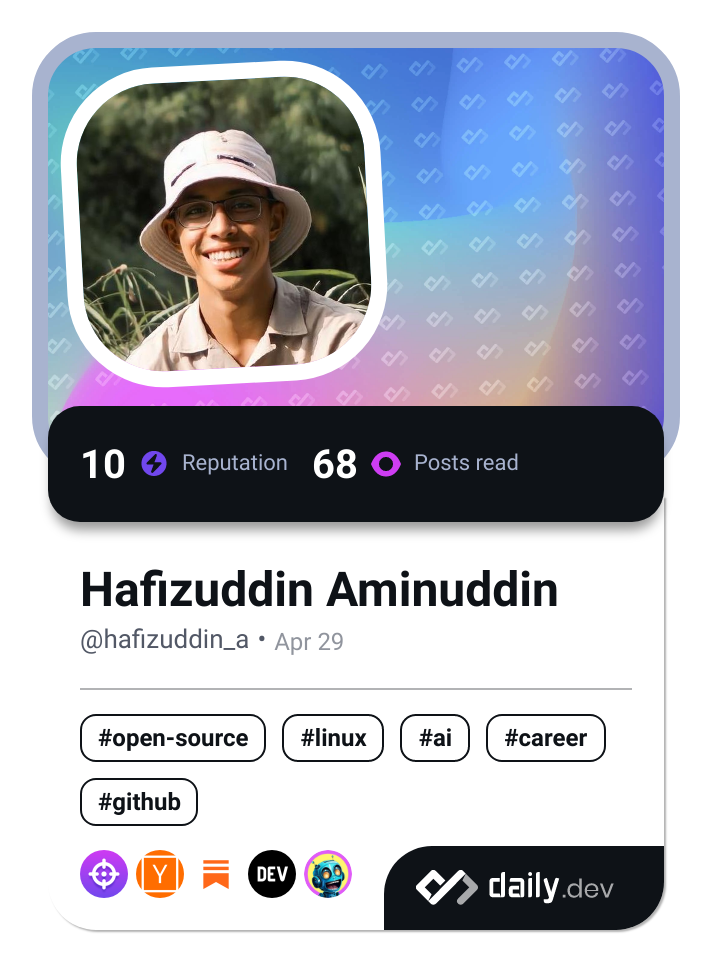 10 Reputation 68 Posts read
Hafizuddin Aminuddin
@hafizuddin_a • Apr 29
#open-source #linux #ai #career
#github
Y DEV daily.dev